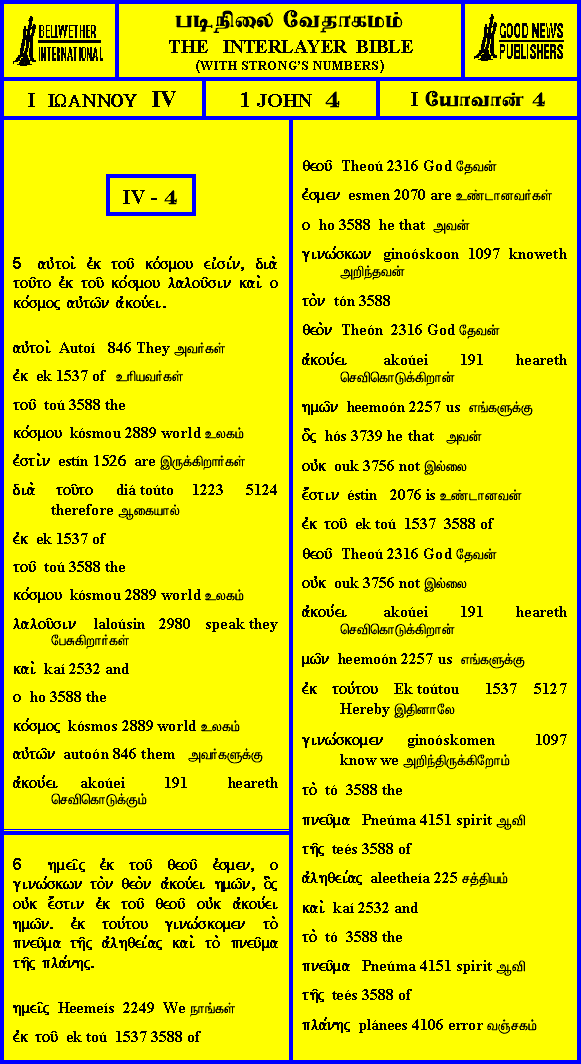 BELLWETHER
INTERNATIONAL
படிநிலை வேதாகமம்
THE INTERLAYER BIBLE
(WITH STRONG'S NUMBERS)
GOOD NEWS
PUBLISHERS
I ΙΩΑΝΝΟΥ IV
1 JOHN 4
I யோவான் 4
IV - 4
5 αὐτοὶ ἐκ τοῦ κόσμου εἰσίν, διὰ
τοῦτο ἐκ τοῦ κόσμου λαλοῦσιν καὶ ο
κόσμος αὐτῶν ἀκούει.
αὐτοὶ Autoí 846 They அவர்கள்
ἐκ ek 1537 of உரியவர்கள்
τοῦ toú 3588 the
κόσμου kósmou 2889 world உலகம்
ἐστὶν estín 1526 are இருக்கிறார்கள்
διὰ τοῦτο diá toúto 1223 5124
therefore ஆகையால்
ἐκ ek 1537 of
τοῦ toú 3588 the
κόσμου kósmou 2889 world உலகம்
λαλοῦσιν laloúsin 2980 speak they
பேசுகிறார்கள்
καὶ kaí 2532 and
ο ho 3588 the
κόσμος kósmos 2889 world உலகம்
αὐτῶν autoón 846 them அவர்களுக்கு
ἀκούει akoúei 191 heareth
செவிகொடுக்கும்
6 ημεῖς ἐκ τοῦ θεοῦ ἐσμεν, ο
γινώσκων τὸν θεὸν ἀκούει ημῶν, ὃς
οὐκ ἔστιν ἐκ τοῦ θεοῦ οὐκ ἀκούει
ημῶν. ἐκ τούτου γινώσκομεν τὸ
πνεῦμα τῆς ἀληθείας καὶ τὸ πνεῦμα
τῆς πλάνης.
ημεῖς Heemeís 2249 We நாங்கள்
ἐκ τοῦ ek toú 1537 3588 of
θεοῦ Theoú 2316 God தேவன்
ἐσμεν esmen 2070 are உண்டானவர்கள்
ο ho 3588 he that அவன்
γινώσκων ginoóskoon 1097 knoweth
அறிந்தவன்
τὸν tón 3588
θεὸν Theón 2316 God தேவன்
ἀκούει akoúei 191 heareth
செவிகொடுக்கிறான்
ημῶν heemoón 2257 us எங்களுக்கு
ὃς hós 3739 he that அவன்
οὐκ ouk 3756 not இல்லை
ἔστιν éstin 2076 is உண்டானவன்
ἐκ τοῦ ek toú 1537 3588 of
θεοῦ Theoú 2316 God தேவன்
οὐκ ouk 3756 not இல்லை
ἀκούει akoúei 191 heareth
செவிகொடுக்கிறான்
μῶν heemoón 2257 us எங்களுக்கு
ἐκ τούτου Ek toútou 1537 5127
Hereby இதினாலே
γινώσκομεν ginoóskomen 1097
know we அறிந்திருக்கிறோம்
τὸ tó 3588 the
πνεῦμα Pneúma 4151 spirit ஆவி
τῆς teés 3588 of
ἀληθείας aleetheía 225 சத்தியம்
καὶ kaí 2532 and
τὸ tó 3588 the
πνεῦμα Pneúma 4151 spirit ஆவி
τῆς teés 3588 of
πλάνης plánees 4106 error வஞ்சகம்